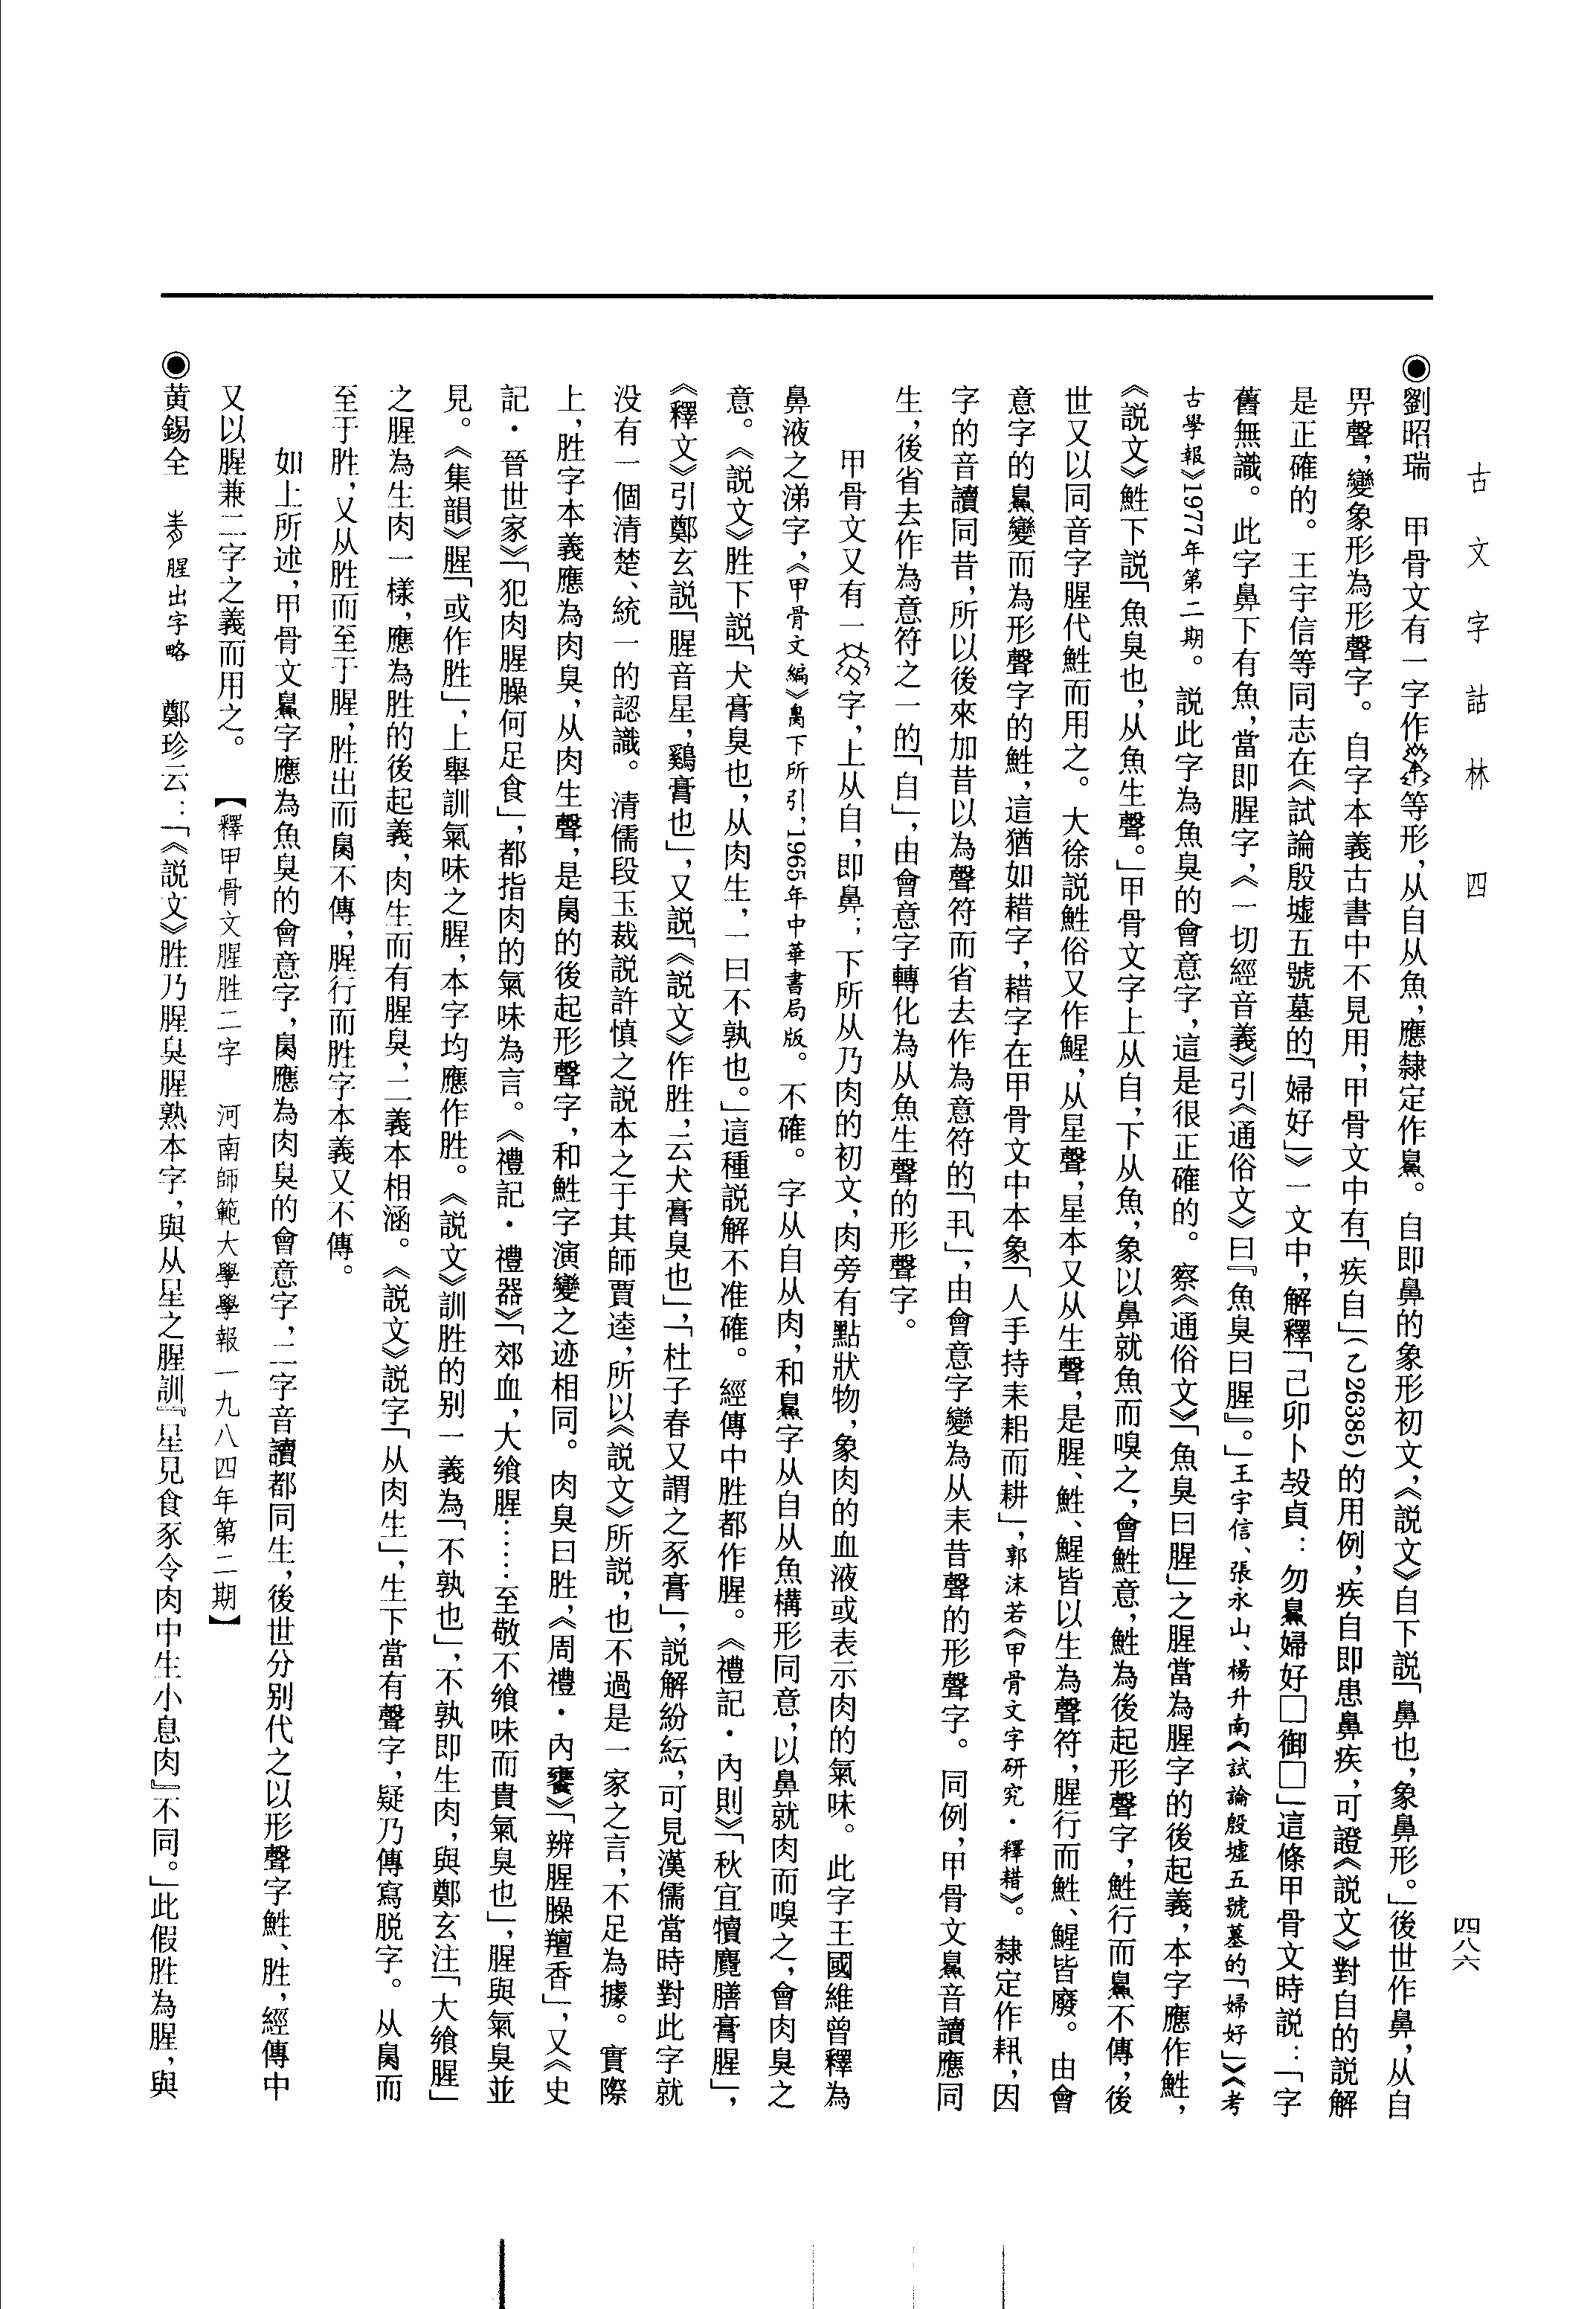 古文字詁林 四
四八六
◉劉昭瑞　甲骨文有一字作等形，从自从魚，應隸定作䲆。自即鼻的象形初文，《説文》自下説「鼻也，象鼻形。」後世作鼻，从自
畀聲，變象形為形聲字。自字本義古書中不見用，甲骨文中有「疾自」（乙26385）的用例，疾自即患鼻疾，可證《説文》對自的説解
是正確的。王宇信等同志在《試論殷墟五號墓的「婦好」》一文中，解釋「己卯卜㱿貞：勿䲆婦好□御□」這條甲骨文時説：「字
舊無識。此字鼻下有魚，當即腥字，《一切經音義》引《通俗文》曰『魚臭曰腥』。」王宇信、張永山、楊升南《試論殷墟五號墓的「婦好」》《考
古學報》1977年第二期。説此字為魚臭的會意字，這是很正確的。察《通俗文》「魚臭曰腥」之腥當為腥字的後起義，本字應作鮏，
《説文》鮏下説「魚臭也，从魚生聲。」甲骨文字上从自，下从魚，象以鼻就魚而嗅之，會鮏意，鮏為後起形聲字，鮏行而䲆不傳，後
世又以同音字腥代鮏而用之。大徐説鮏俗又作鯹，从星聲，星本又从生聲，是腥、鮏、鯹皆以生為聲符，腥行而鮏、鯹皆廢。由會
意字的䲆變而為形聲字的鮏，這猶如耤字，耤字在甲骨文中本象「人手持耒耜而耕」，郭沫若《甲骨文字研究·釋耤》。隸定作𦓤，因
字的音讀同昔，所以後來加昔以為聲符而省去作為意符的「丮」，由會意字變為从耒昔聲的形聲字。同例，甲骨文䲆音讀應同
生，後省去作為意符之一的「自」，由會意字轉化為从魚生聲的形聲字。
甲骨文又有一字，上从自，即鼻；下所从乃肉的初文，肉旁有點狀物，象肉的血液或表示肉的氣味。此字王國維曾釋為
鼻液之涕字，《甲骨文編》下所引，1965年中華書局版。不確。字从自从肉，和䲆字从自从魚構形同意，以鼻就肉而嗅之，會肉臭之
意。《説文》胜下説「犬膏臭也，从肉生，一曰不孰也。」這種説解不准確。經傳中胜都作腥。《禮記·內則》「秋宜犢麛膳膏腥」，
《釋文》引鄭玄説「腥音星，鷄膏也」，又説「《説文》作胜，云犬膏臭也」，「杜子春又謂之豕膏」，説解紛紜，可見漢儒當時對此字就
没有一個清楚、統一的認識。清儒段玉裁説許慎之説本之于其師賈逵，所以《説文》所説，也不過是一家之言，不足為據。實際
上，胜字本義應為肉臭，从肉生聲，是的後起形聲字，和鮏字演變之迹相同。肉臭曰胜，《周禮·內饔》「辨腥臊羶香」，又《史
記·晉世家》「犯肉腥臊何足食」，都指肉的氣味為言。《禮記·禮器》「郊血，大饗腥……至敬不饗味而貴氣臭也」，腥與氣臭並
見。《集韻》腥「或作胜」，上舉訓氣味之腥，本字均應作胜。《説文》訓胜的别一義為「不孰也」，不孰即生肉，與鄭玄注「大饗腥」
之腥為生肉一樣，應為胜的後起義，肉生而有腥臭，二義本相涵。《説文》説字「从肉生」，生下當有聲字，疑乃傳寫脱字。从而
至于胜，又从胜而至于腥，胜出而不傳，腥行而胜字本義又不傳。
如上所述，甲骨文䲆字應為魚臭的會意字，應為肉臭的會意字，二字音讀都同生，後世分别代之以形聲字鮏、胜，經傳中
又以腥兼二字之義而用之。【釋甲骨文腥胜二字　河南師範大學學報一九八四年第二期】
◉黄錫全　腥出字略　鄭珍云：「《説文》胜乃腥臭腥熟本字，與从星之腥訓『星見食豕令肉中生小息肉』不同。」此假胜為腥，與